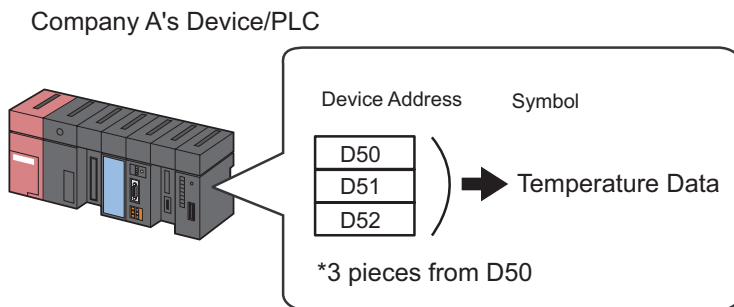 Company A's Device/PLC
Device Address Symbol
D50
D51
D52
Temperature Data
*3 pieces from D50